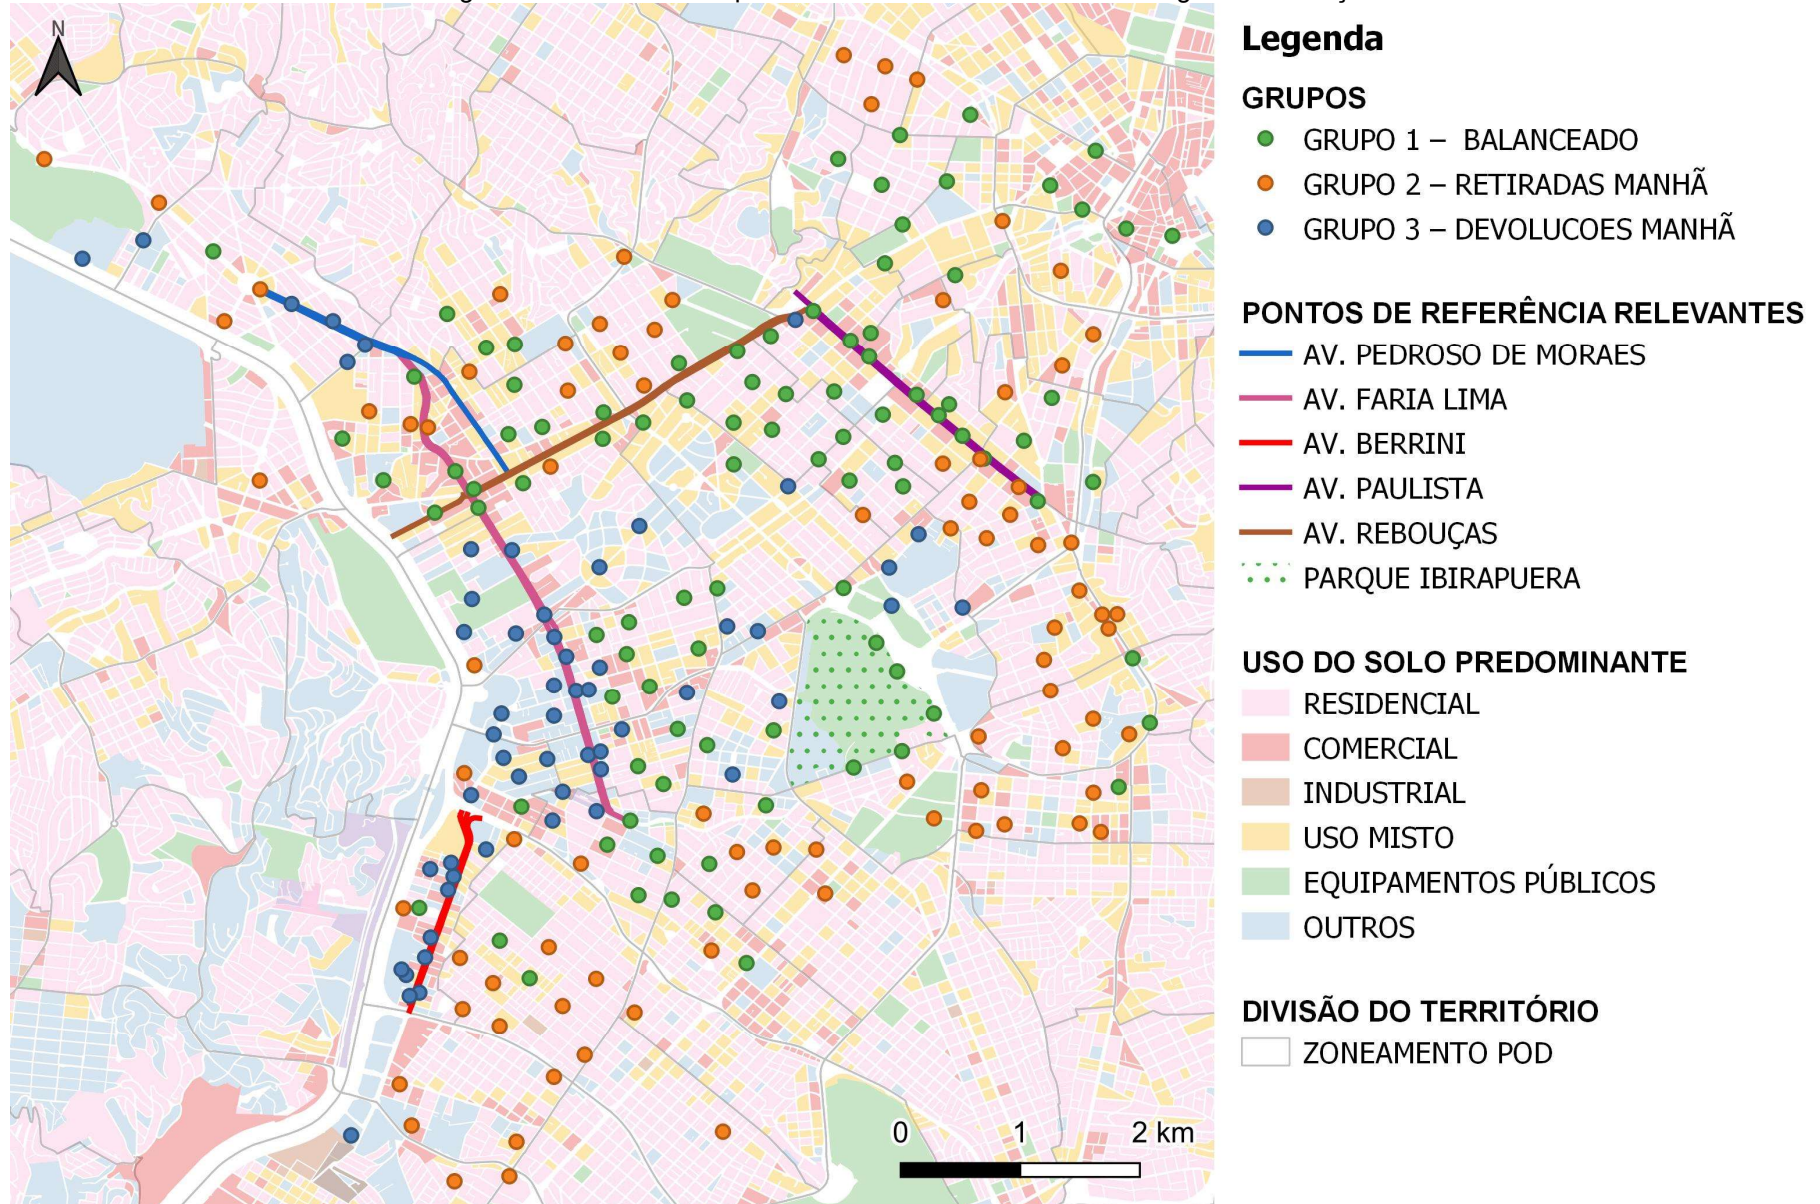 N
Legenda
GRUPOS
GRUPO 1 – BALANCEADO
GRUPO 2 – RETIRADAS MANHÃ
GRUPO 3 – DEVOLUCOES MANHÃ
PONTOS DE REFERÊNCIA RELEVANTES
AV. PEDROSO DE MORAES
AV. FARIA LIMA
AV. BERRINI
AV. PAULISTA
AV. REBOUÇAS
PARQUE IBIRAPUERA
USO DO SOLO PREDOMINANTE
RESIDENCIAL
COMERCIAL
INDUSTRIAL
USO MISTO
EQUIPAMENTOS PÚBLICOS
OUTROS
DIVISÃO DO TERRITÓRIO
ZONEAMENTO POD
0 1 2 km